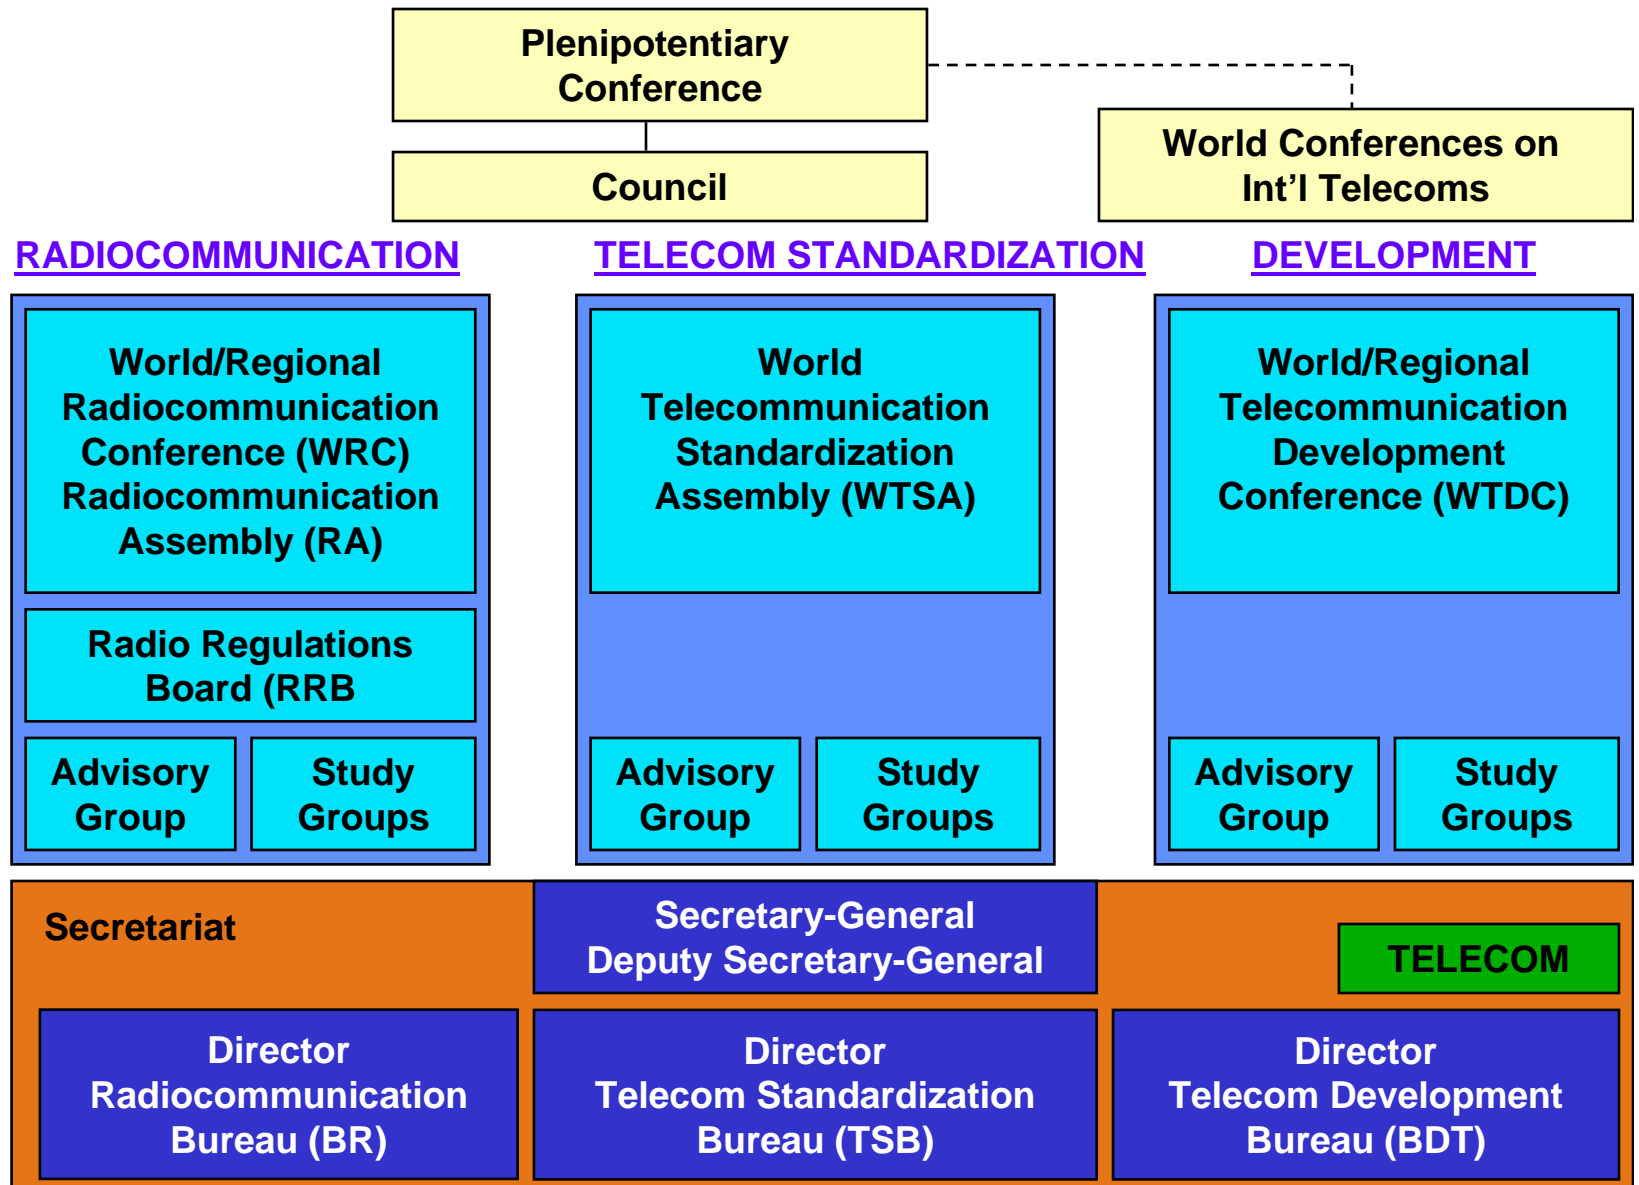 Plenipotentiary
Conference
World Conferences on
Int'l Telecoms
Council
RADIOCOMMUNICATION
TELECOM STANDARDIZATION
DEVELOPMENT
World/Regional
Radiocommunication
Conference (WRC)
Radiocommunication
Assembly (RA)
World
Telecommunication
Standardization
Assembly (WTSA)
World/Regional
Telecommunication
Development
Conference (WTDC)
Radio Regulations
Board (RRB
Advisory
Group
Study
Groups
Advisory
Group
Study
Groups
Advisory
Group
Study
Groups
Secretariat
Secretary-General
Deputy Secretary-General
TELECOM
Director
Radiocommunication
Bureau (BR)
Director
Telecom Standardization
Bureau (TSB)
Director
Telecom Development
Bureau (BDT)